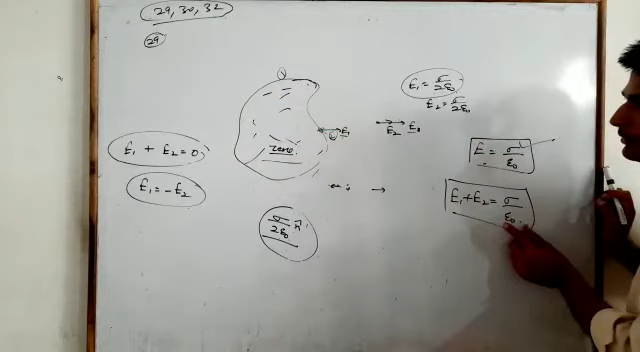 29, 30, 32
29
Q
E₁ = σ/2ε₀
E₂ = σ/2ε₀
E₁
E₂ E₁
zero
E₁ + E₂ = 0
E = σ/ε₀
E₁ = -E₂
E₁+E₂ = σ/ε₀
σ/2ε₀ n̂